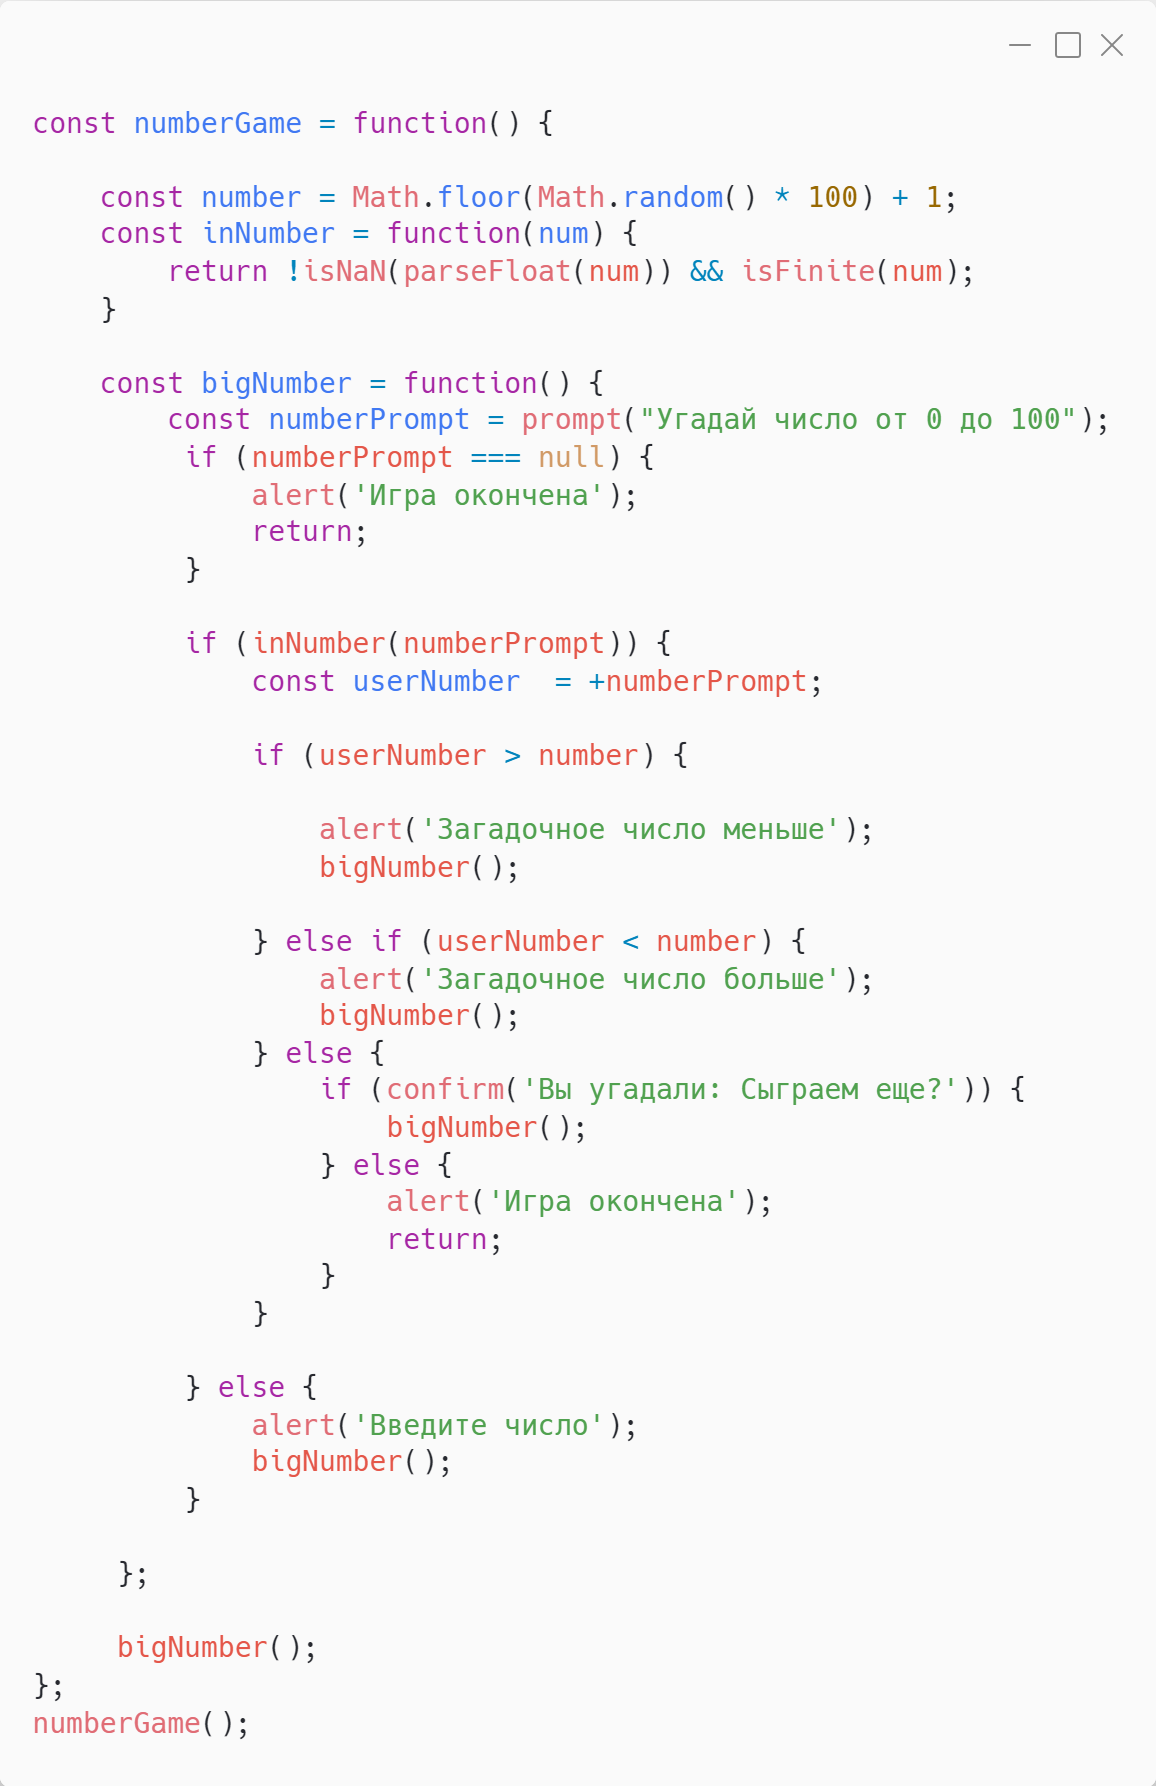 const numberGame = function() {
    const number = Math.floor(Math.random() * 100) + 1;
    const inNumber = function(num) {
        return !isNaN(parseFloat(num)) && isFinite(num);
    }
    const bigNumber = function() {
        const numberPrompt = prompt("Угадай число от 0 до 100");
         if (numberPrompt === null) {
             alert('Игра окончена');
             return;
         }
         if (inNumber(numberPrompt)) {
             const userNumber  = +numberPrompt;
             if (userNumber > number) {
                 alert('Загадочное число меньше');
                 bigNumber();
             } else if (userNumber < number) {
                 alert('Загадочное число больше');
                 bigNumber();
             } else {
                 if (confirm('Вы угадали: Сыграем еще?')) {
                     bigNumber();
                 } else {
                     alert('Игра окончена');
                     return;
                 }
             }
         } else {
             alert('Введите число');
             bigNumber();
         }
     };
     bigNumber();
};
numberGame();